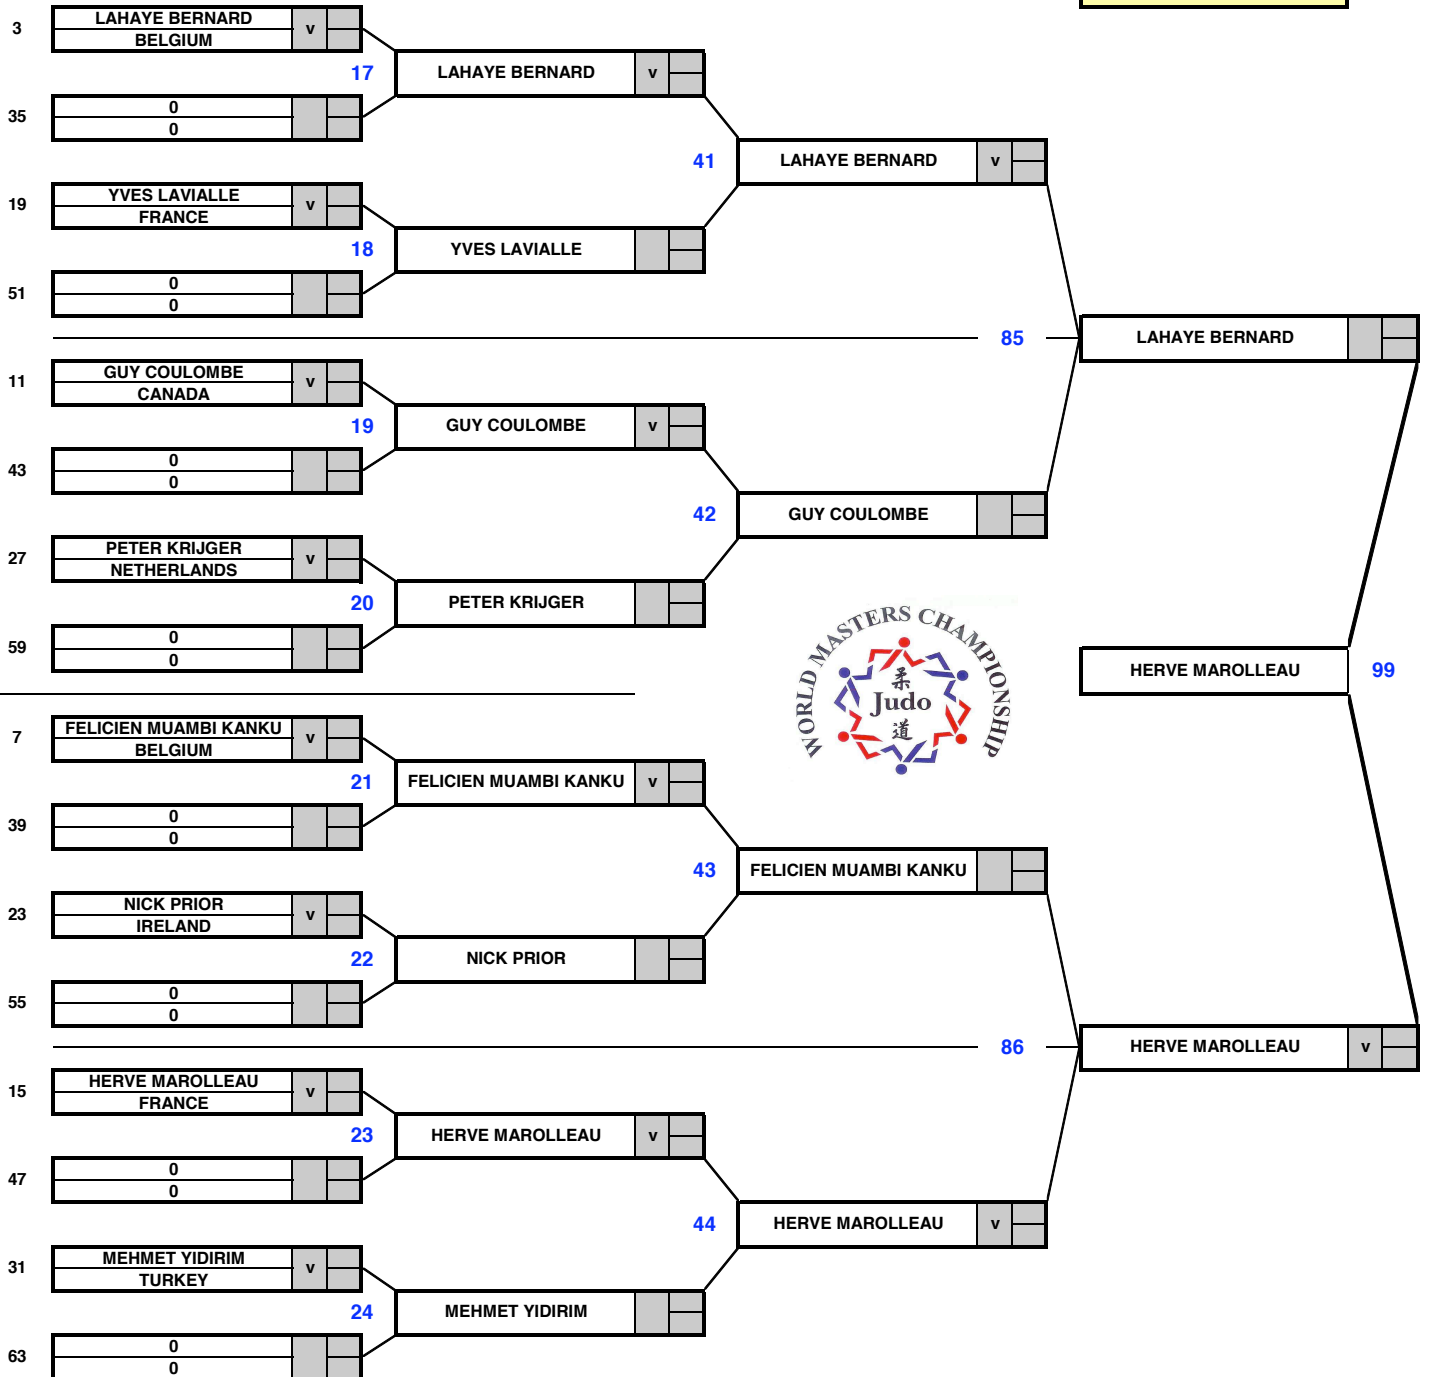 3
LAHAYE BERNARD
v
BELGIUM
17
LAHAYE BERNARD
v
35
0
0
41
LAHAYE BERNARD
v
19
YVES LAVIALLE
v
FRANCE
18
YVES LAVIALLE
51
0
0
85
LAHAYE BERNARD
11
GUY COULOMBE
v
CANADA
19
GUY COULOMBE
v
43
0
0
42
GUY COULOMBE
27
PETER KRIJGER
v
NETHERLANDS
20
PETER KRIJGER
59
0
0
WORLD MASTERS CHAMPIONSHIP
柔
Judo
道
HERVE MAROLLEAU
99
7
FELICIEN MUAMBI KANKU
v
BELGIUM
21
FELICIEN MUAMBI KANKU
v
39
0
0
43
FELICIEN MUAMBI KANKU
23
NICK PRIOR
v
IRELAND
22
NICK PRIOR
55
0
0
86
HERVE MAROLLEAU
v
15
HERVE MAROLLEAU
v
FRANCE
23
HERVE MAROLLEAU
v
47
0
0
44
HERVE MAROLLEAU
v
31
MEHMET YIDIRIM
v
TURKEY
24
MEHMET YIDIRIM
63
0
0